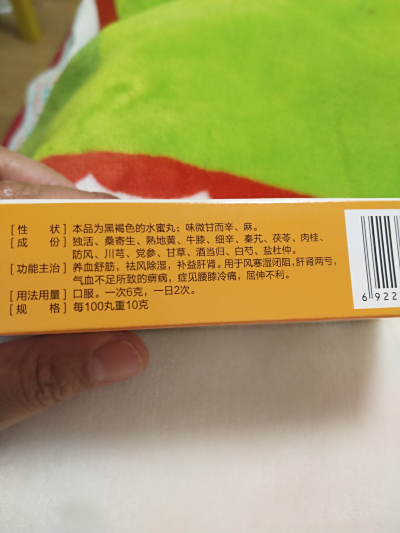 [性 状] 本品为黑褐色的水蜜丸；味微甘而辛、麻。
[成 份] 独活、桑寄生、熟地黄、牛膝、细辛、秦艽、茯苓、肉桂、
防风、川芎、党参、甘草、酒当归、白芍、盐杜仲。
[功能主治] 养血舒筋，祛风除湿，补益肝肾。用于风寒湿闭阻，肝肾两亏，
气血不足所致的痹病，症见腰膝冷痛，屈伸不利。
[用法用量] 口服。一次6克，一日2次。
[规 格] 每100丸重10克
6 922